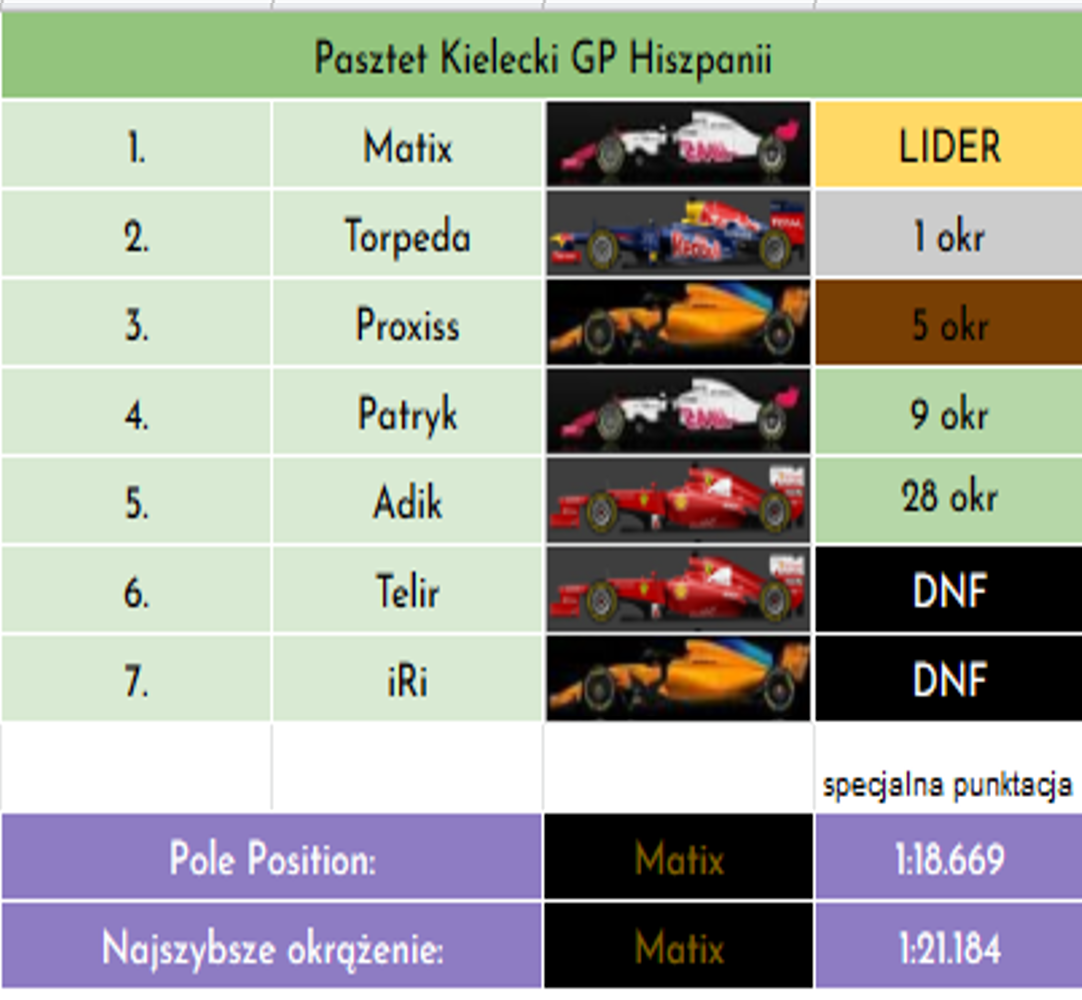 Pasztet Kielecki GP Hiszpanii
1. Matix LIDER
2. Torpeda 1 okr
3. Proxiss 5 okr
4. Patryk 9 okr
5. Adik 28 okr
6. Telir DNF
7. iRi DNF
specjalna punktacja
Pole Position: Matix 1:18.669
Najszybsze okrążenie: Matix 1:21.184